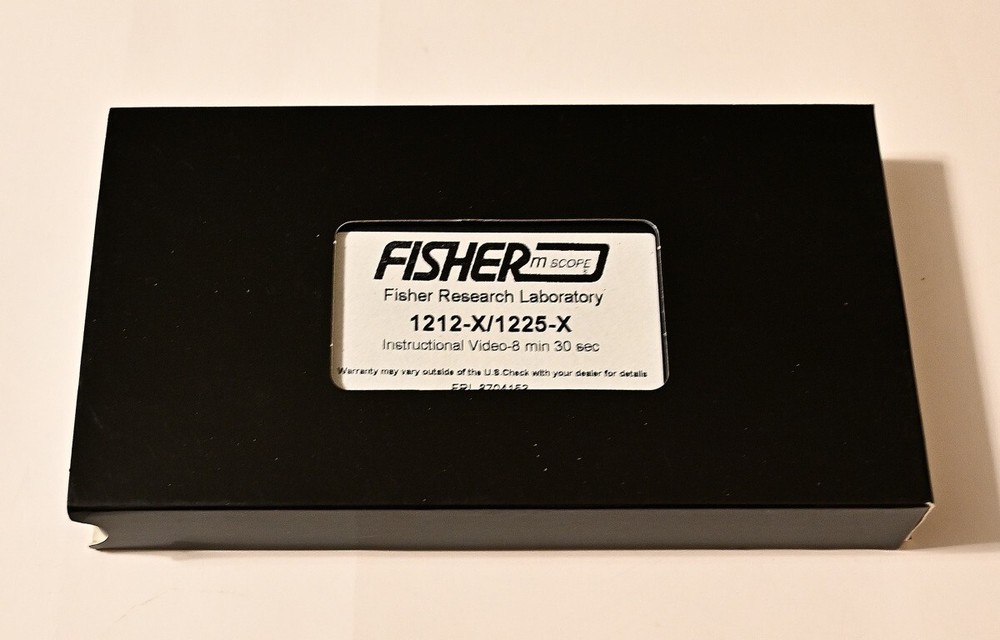 FISHER m SCOPE
Fisher Research Laboratory
1212-X/1225-X
Instructional Video-8 min 30 sec
Warranty may vary outside of the U.S.Check with your dealer for details